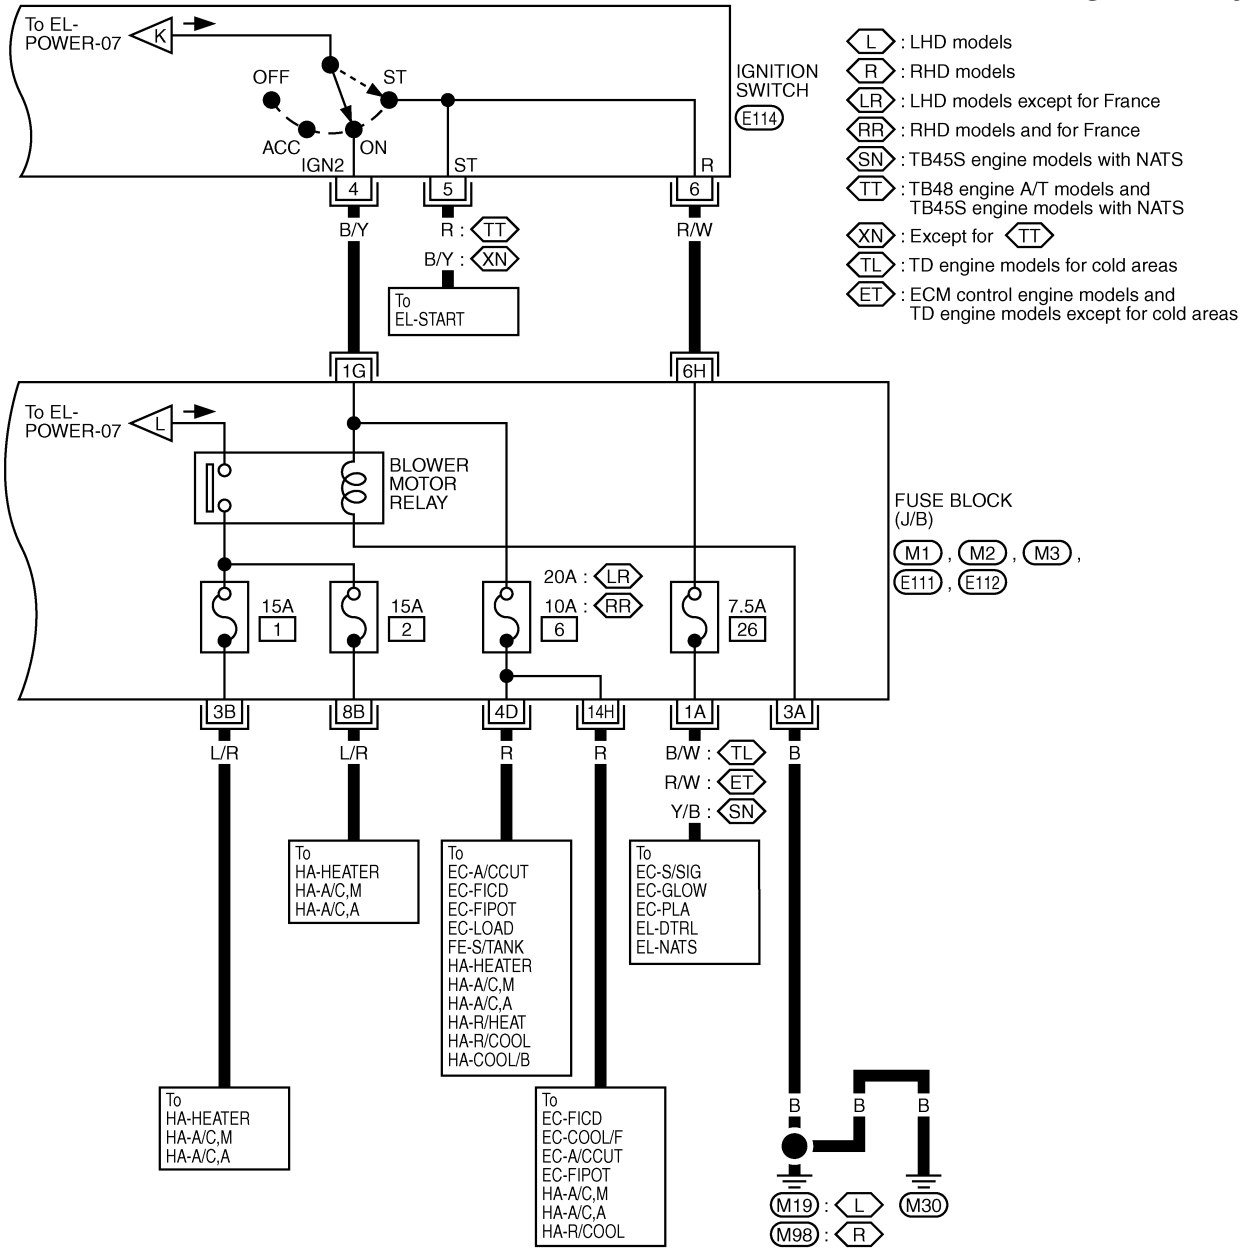 To EL-
POWER-07
K
OFF
ST
ACC
ON
IGN2
ST
R
IGNITION
SWITCH
E114
4
5
6
B/Y
R : TT
B/Y : XN
R/W
To
EL-START
L : LHD models
R : RHD models
LR : LHD models except for France
RR : RHD models and for France
SN : TB45S engine models with NATS
TT : TB48 engine A/T models and
TB45S engine models with NATS
XN : Except for TT
TL : TD engine models for cold areas
ET : ECM control engine models and
TD engine models except for cold areas
1G
6H
To EL-
POWER-07
L
BLOWER
MOTOR
RELAY
FUSE BLOCK
(J/B)
M1 , M2 , M3 ,
E111 , E112
15A
1
15A
2
20A : LR
10A : RR
6
7.5A
26
3B
8B
4D
14H
1A
3A
L/R
L/R
R
R
B/W : TL
R/W : ET
Y/B : SN
B
To
HA-HEATER
HA-A/C,M
HA-A/C,A
To
EC-A/CCUT
EC-FICD
EC-FIPOT
EC-LOAD
FE-S/TANK
HA-HEATER
HA-A/C,M
HA-A/C,A
HA-R/HEAT
HA-R/COOL
HA-COOL/B
To
EC-S/SIG
EC-GLOW
EC-PLA
EL-DTRL
EL-NATS
To
HA-HEATER
HA-A/C,M
HA-A/C,A
To
EC-FICD
EC-COOL/F
EC-A/CCUT
EC-FIPOT
HA-A/C,M
HA-A/C,A
HA-R/COOL
B
B
B
M19 : L
M30
M98 : R